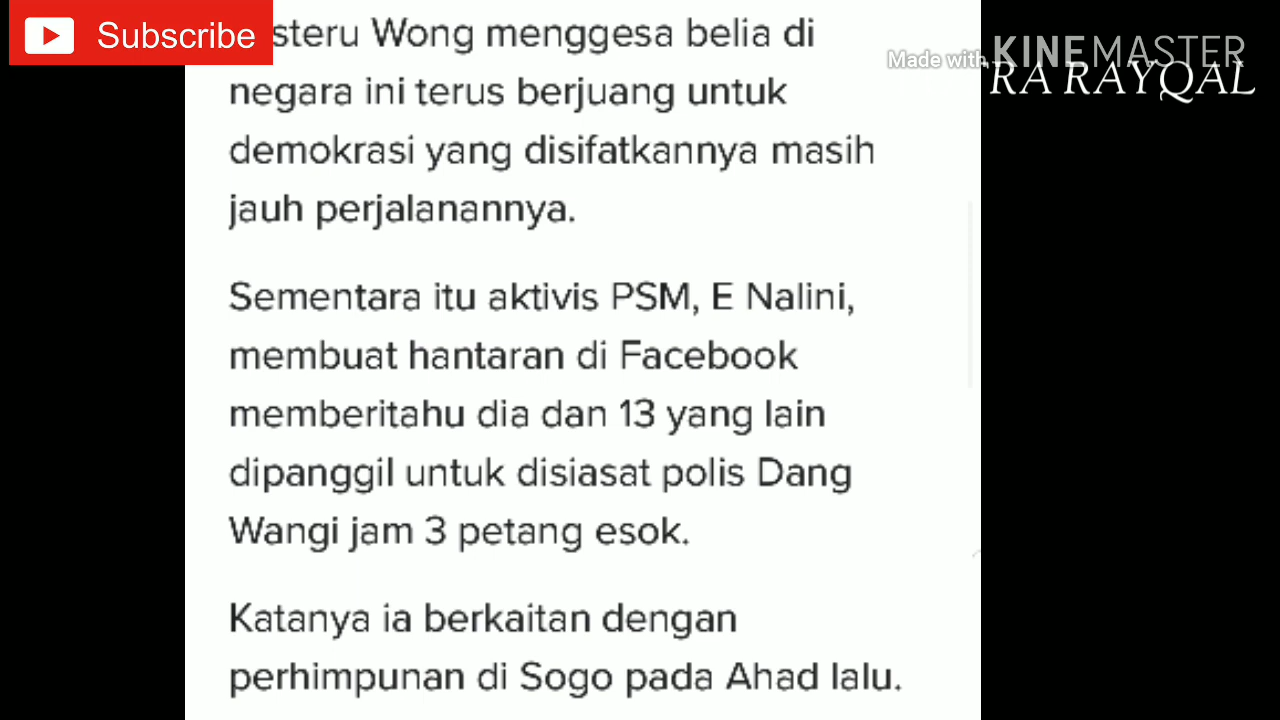 Subscribe
steru Wong menggesa belia di
negara ini terus berjuang untuk
demokrasi yang disifatkannya masih
jauh perjalanannya.
Sementara itu aktivis PSM, E Nalini,
membuat hantaran di Facebook
memberitahu dia dan 13 yang lain
dipanggil untuk disiasat polis Dang
Wangi jam 3 petang esok.
Katanya ia berkaitan dengan
perhimpunan di Sogo pada Ahad lalu.
Made with KINEMASTER
RA RAYQAL